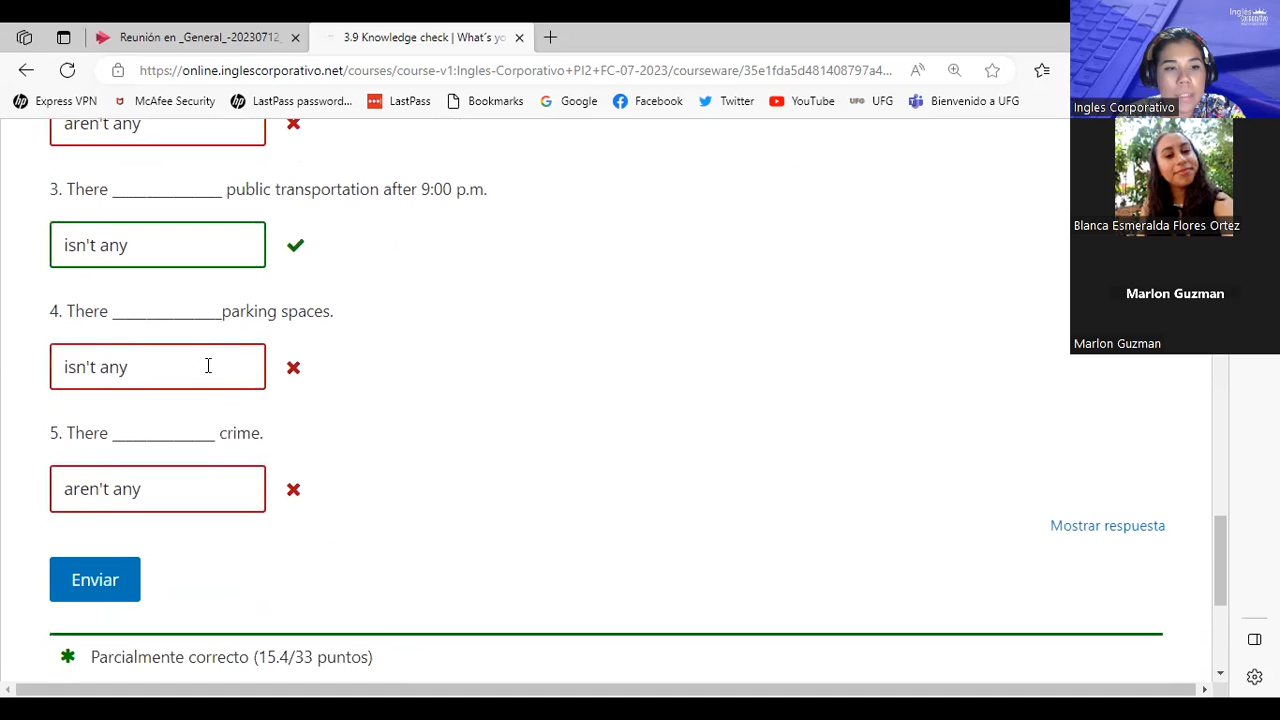 Reunión en _General_-20230712_
3.9 Knowledge check | What´s yo
https://online.inglescorporativo.net/courses/course-v1:Ingles-Corporativo+PI2+FC-07-2023/courseware/35e1fda5d481408797a4...
Express VPN McAfee Security LastPass password... LastPass Bookmarks Google Facebook Twitter YouTube UFG Bienvenido a UFG
aren't any
3. There ______________ public transportation after 9:00 p.m.
isn't any
4. There ______________parking spaces.
isn't any
5. There _____________ crime.
aren't any
Mostrar respuesta
Enviar
Parcialmente correcto (15.4/33 puntos)
Inglés
Corporativo
Ingles Corporativo
Blanca Esmeralda Flores Ortez
Marlon Guzman
Marlon Guzman